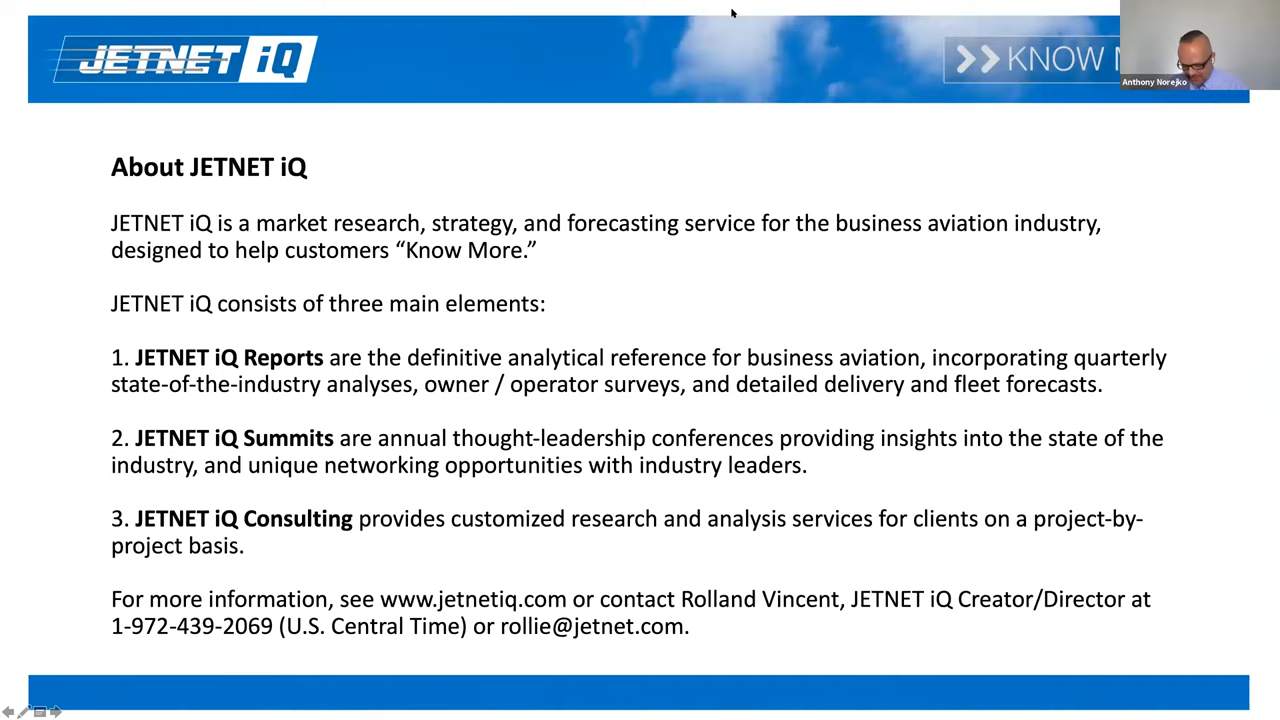 JETNET iQ
KNOW M
Anthony Norejko
About JETNET iQ
JETNET iQ is a market research, strategy, and forecasting service for the business aviation industry,
designed to help customers “Know More.”
JETNET iQ consists of three main elements:
1. JETNET iQ Reports are the definitive analytical reference for business aviation, incorporating quarterly
state-of-the-industry analyses, owner / operator surveys, and detailed delivery and fleet forecasts.
2. JETNET iQ Summits are annual thought-leadership conferences providing insights into the state of the
industry, and unique networking opportunities with industry leaders.
3. JETNET iQ Consulting provides customized research and analysis services for clients on a project-by-
project basis.
For more information, see www.jetnetiq.com or contact Rolland Vincent, JETNET iQ Creator/Director at
1-972-439-2069 (U.S. Central Time) or rollie@jetnet.com.